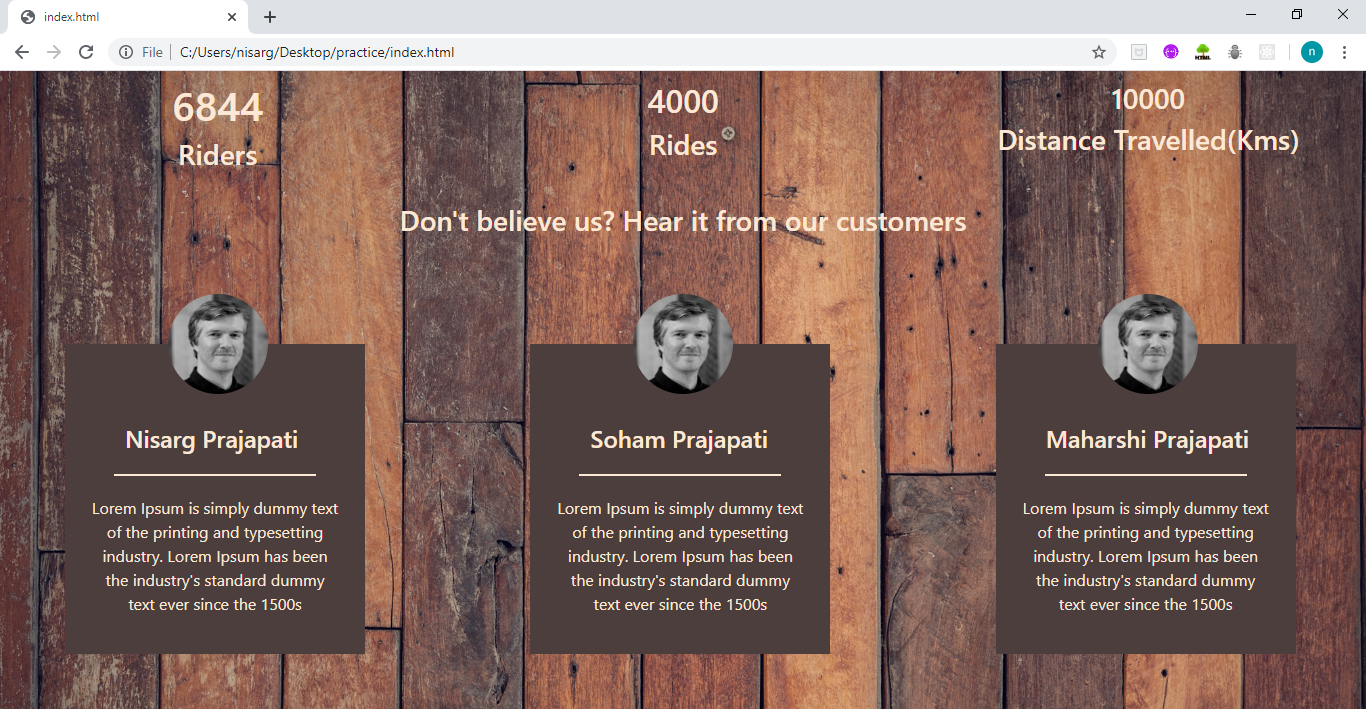 index.html
File C:/Users/nisarg/Desktop/practice/index.html
n
6844
Riders
4000
Rides
10000
Distance Travelled(Kms)
Don't believe us? Hear it from our customers
Nisarg Prajapati
Lorem Ipsum is simply dummy text
of the printing and typesetting
industry. Lorem Ipsum has been
the industry's standard dummy
text ever since the 1500s
Soham Prajapati
Lorem Ipsum is simply dummy text
of the printing and typesetting
industry. Lorem Ipsum has been
the industry's standard dummy
text ever since the 1500s
Maharshi Prajapati
Lorem Ipsum is simply dummy text
of the printing and typesetting
industry. Lorem Ipsum has been
the industry's standard dummy
text ever since the 1500s